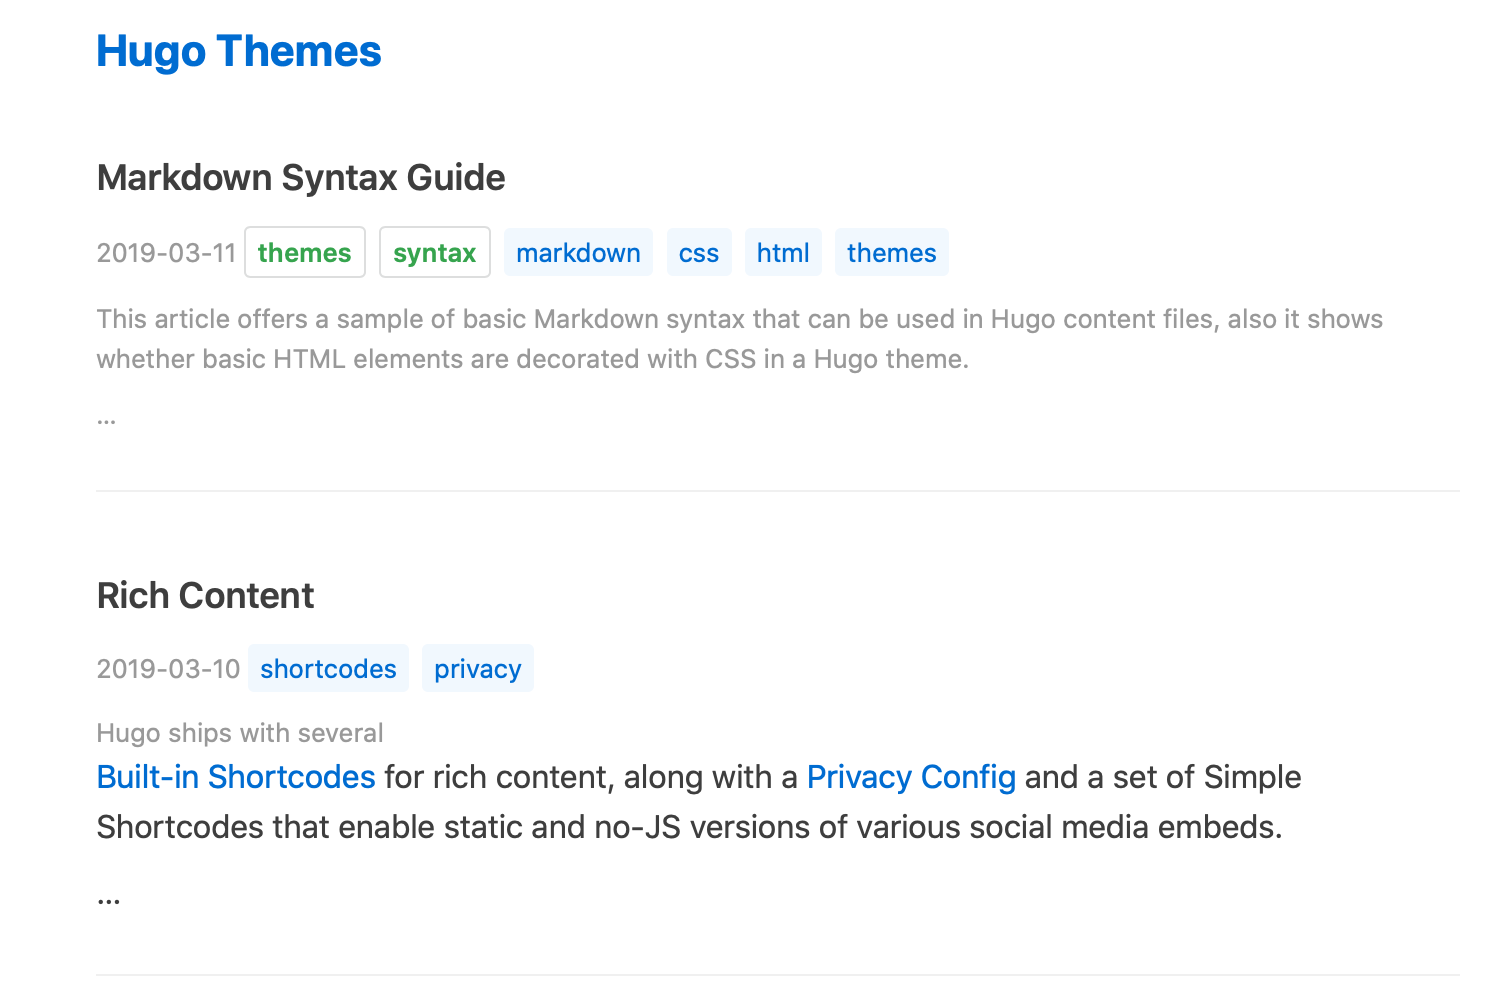 Hugo Themes
Markdown Syntax Guide
2019-03-11 themes syntax markdown css html themes
This article offers a sample of basic Markdown syntax that can be used in Hugo content files, also it shows
whether basic HTML elements are decorated with CSS in a Hugo theme.
...
Rich Content
2019-03-10 shortcodes privacy
Hugo ships with several
Built-in Shortcodes for rich content, along with a Privacy Config and a set of Simple
Shortcodes that enable static and no-JS versions of various social media embeds.
...